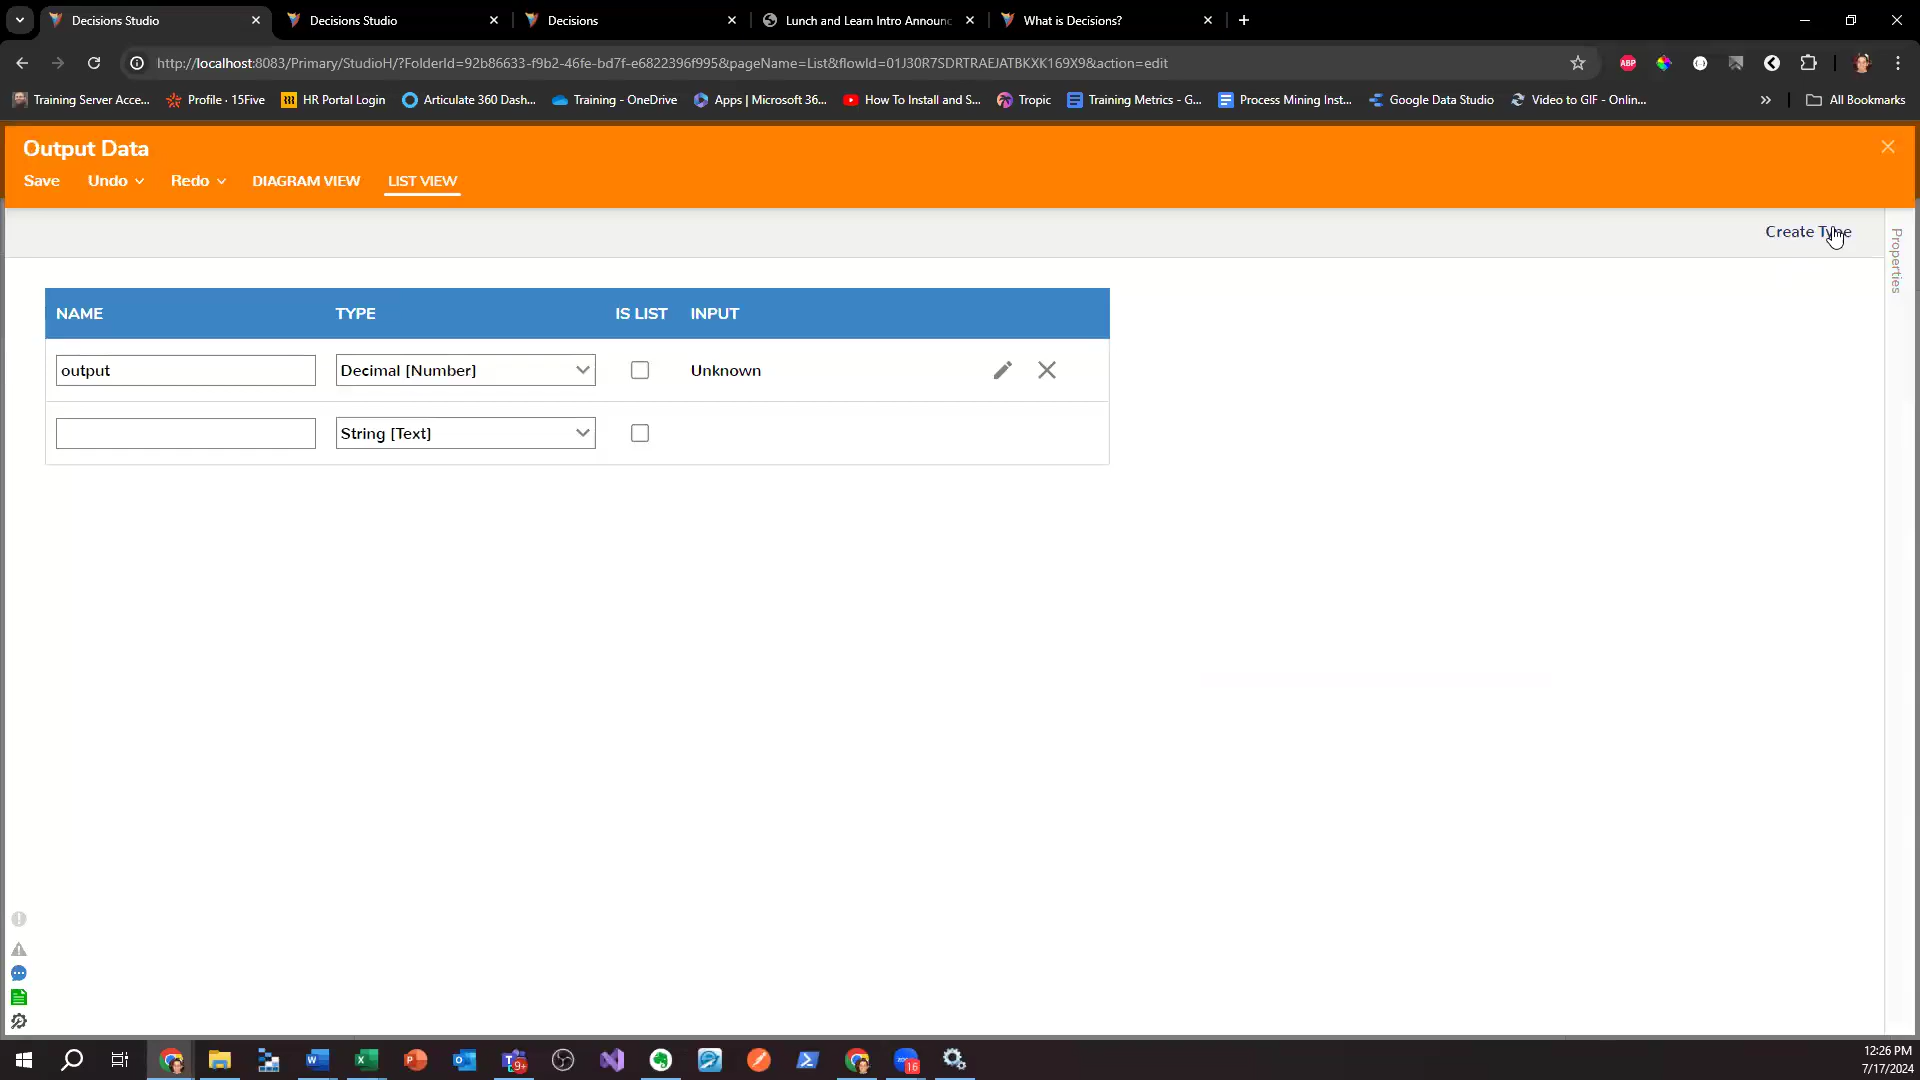 Decisions Studio
Decisions Studio
Decisions
Lunch and Learn Intro Announc
What is Decisions?
http://localhost:8083/Primary/StudioH/?FolderId=92b86633-f9b2-46fe-bd7f-e6822396f995&pageName=List&flowId=01J30R7SDRTRAEJATBKXK169X9&action=edit
ABP
Training Server Acce...
Profile · 15Five
HR Portal Login
Articulate 360 Dash...
Training - OneDrive
Apps | Microsoft 36...
How To Install and S...
Tropic
Training Metrics - G...
Process Mining Inst...
Google Data Studio
Video to GIF - Onlin...
All Bookmarks
Output Data
Save
Undo
Redo
DIAGRAM VIEW
LIST VIEW
Create Type
Properties
NAME
TYPE
IS LIST
INPUT
output
Decimal [Number]
Unknown
String [Text]
9+
16
12:26 PM
7/17/2024